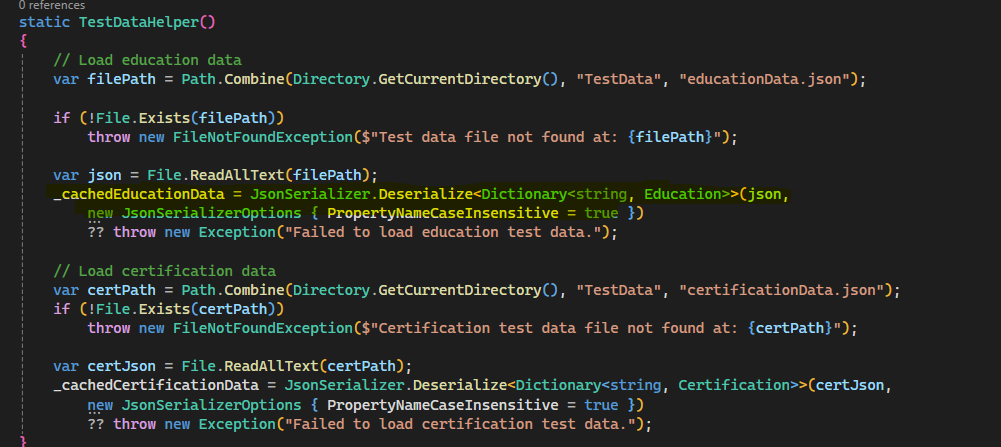 0 references
static TestDataHelper()
{
// Load education data
var filePath = Path.Combine(Directory.GetCurrentDirectory(), "TestData", "educationData.json");
if (!File.Exists(filePath))
throw new FileNotFoundException($"Test data file not found at: {filePath}");
var json = File.ReadAllText(filePath);
_cachedEducationData = JsonSerializer.Deserialize<Dictionary<string, Education>>(json,
new JsonSerializerOptions { PropertyNameCaseInsensitive = true })
?? throw new Exception("Failed to load education test data.");
// Load certification data
var certPath = Path.Combine(Directory.GetCurrentDirectory(), "TestData", "certificationData.json");
if (!File.Exists(certPath))
throw new FileNotFoundException($"Certification test data file not found at: {certPath}");
var certJson = File.ReadAllText(certPath);
_cachedCertificationData = JsonSerializer.Deserialize<Dictionary<string, Certification>>(certJson,
new JsonSerializerOptions { PropertyNameCaseInsensitive = true })
?? throw new Exception("Failed to load certification test data.");
}